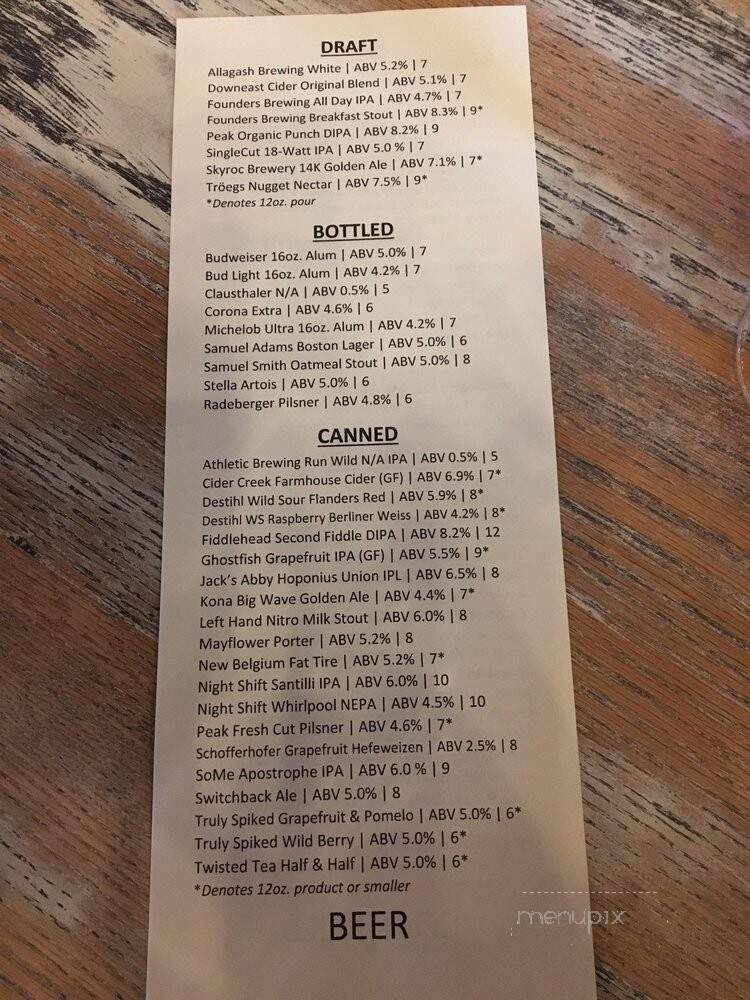 DRAFT
Allagash Brewing White | ABV 5.2% | 7
Downeast Cider Original Blend | ABV 5.1% | 7
Founders Brewing All Day IPA | ABV 4.7% | 7
Founders Brewing Breakfast Stout | ABV 8.3% | 9*
Peak Organic Punch DIPA | ABV 8.2% | 9
SingleCut 18-Watt IPA | ABV 5.0 % | 7
Skyroc Brewery 14K Golden Ale | ABV 7.1% | 7*
Tröegs Nugget Nectar | ABV 7.5% | 9*
*Denotes 12oz. pour
BOTTLED
Budweiser 16oz. Alum | ABV 5.0% | 7
Bud Light 16oz. Alum | ABV 4.2% | 7
Clausthaler N/A | ABV 0.5% | 5
Corona Extra | ABV 4.6% | 6
Michelob Ultra 16oz. Alum | ABV 4.2% | 7
Samuel Adams Boston Lager | ABV 5.0% | 6
Samuel Smith Oatmeal Stout | ABV 5.0% | 8
Stella Artois | ABV 5.0% | 6
Radeberger Pilsner | ABV 4.8% | 6
CANNED
Athletic Brewing Run Wild N/A IPA | ABV 0.5% | 5
Cider Creek Farmhouse Cider (GF) | ABV 6.9% | 7*
Destihl Wild Sour Flanders Red | ABV 5.9% | 8*
Destihl WS Raspberry Berliner Weiss | ABV 4.2% | 8*
Fiddlehead Second Fiddle DIPA | ABV 8.2% | 12
Ghostfish Grapefruit IPA (GF) | ABV 5.5% | 9*
Jack's Abby Hoponius Union IPL | ABV 6.5% | 8
Kona Big Wave Golden Ale | ABV 4.4% | 7*
Left Hand Nitro Milk Stout | ABV 6.0% | 8
Mayflower Porter | ABV 5.2% | 8
New Belgium Fat Tire | ABV 5.2% | 7*
Night Shift Santilli IPA | ABV 6.0% | 10
Night Shift Whirlpool NEPA | ABV 4.5% | 10
Peak Fresh Cut Pilsner | ABV 4.6% | 7*
Schofferhofer Grapefruit Hefeweizen | ABV 2.5% | 8
SoMe Apostrophe IPA | ABV 6.0 % | 9
Switchback Ale | ABV 5.0% | 8
Truly Spiked Grapefruit & Pomelo | ABV 5.0% | 6*
Truly Spiked Wild Berry | ABV 5.0% | 6*
Twisted Tea Half & Half | ABV 5.0% | 6*
*Denotes 12oz. product or smaller
BEER
menupix